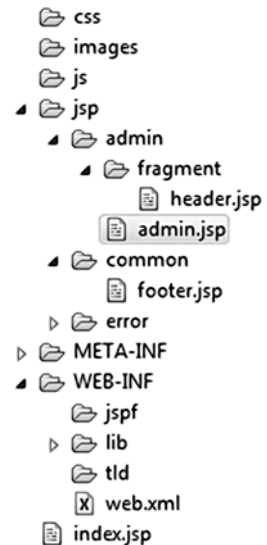 css
images
js
jsp
admin
fragment
header.jsp
admin.jsp
common
footer.jsp
error
META-INF
WEB-INF
jspf
lib
tld
web.xml
index.jsp